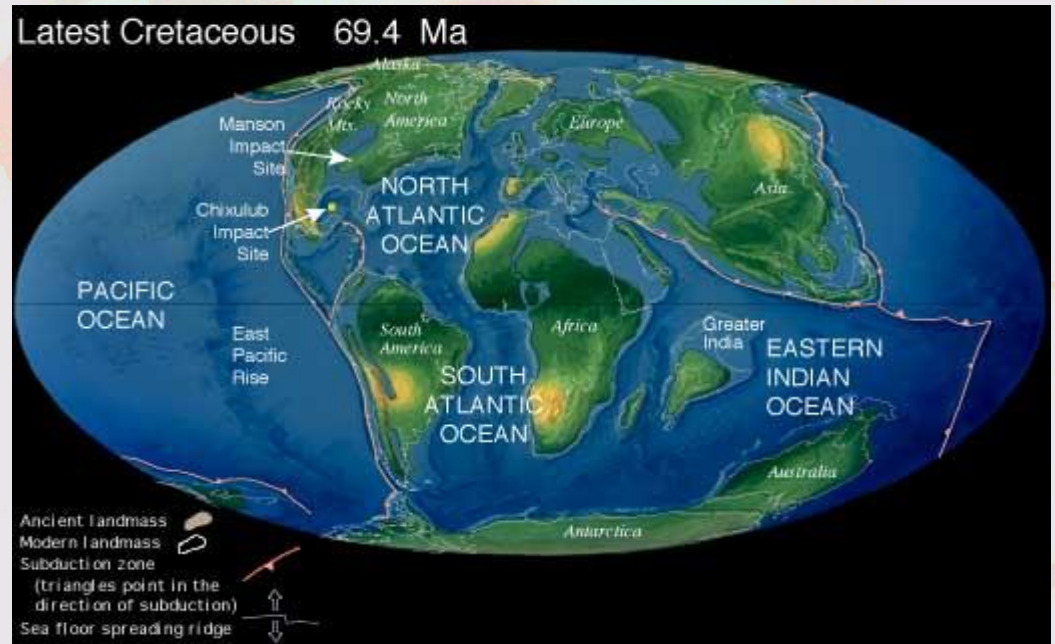 Latest Cretaceous 69.4 Ma
Alaska
Rocky
Mts.
North
America
Manson
Impact
Site
Europe
Asia
NORTH
ATLANTIC
OCEAN
Chixulub
Impact
Site
PACIFIC
OCEAN
East
Pacific
Rise
South
America
Africa
Greater
India
EASTERN
INDIAN
OCEAN
SOUTH
ATLANTIC
OCEAN
Australia
Antarctica
Ancient landmass
Modern landmass
Subduction zone
(triangles point in the
direction of subduction)
Sea floor spreading ridge